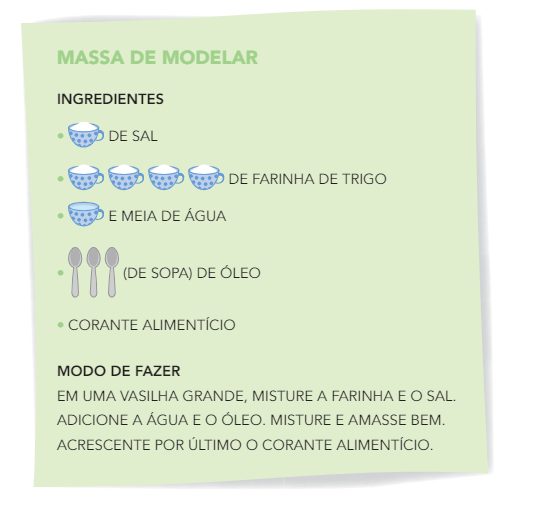 MASSA DE MODELAR
INGREDIENTES
• DE SAL
• DE FARINHA DE TRIGO
• E MEIA DE ÁGUA
• (DE SOPA) DE ÓLEO
• CORANTE ALIMENTÍCIO
MODO DE FAZER
EM UMA VASILHA GRANDE, MISTURE A FARINHA E O SAL.
ADICIONE A ÁGUA E O ÓLEO. MISTURE E AMASSE BEM.
ACRESCENTE POR ÚLTIMO O CORANTE ALIMENTÍCIO.